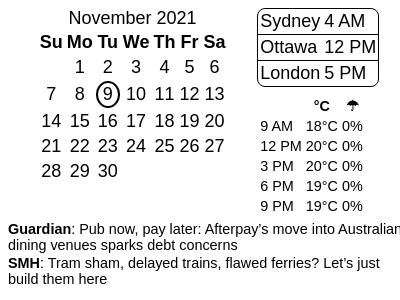 November 2021
Su Mo Tu We Th Fr Sa
1 2 3 4 5 6
7 8 9 10 11 12 13
14 15 16 17 18 19 20
21 22 23 24 25 26 27
28 29 30
Sydney 4 AM
Ottawa 12 PM
London 5 PM
°C ☂
9 AM 18°C 0%
12 PM 20°C 0%
3 PM 20°C 0%
6 PM 19°C 0%
9 PM 19°C 0%
Guardian: Pub now, pay later: Afterpay’s move into Australian
dining venues sparks debt concerns
SMH: Tram sham, delayed trains, flawed ferries? Let’s just
build them here